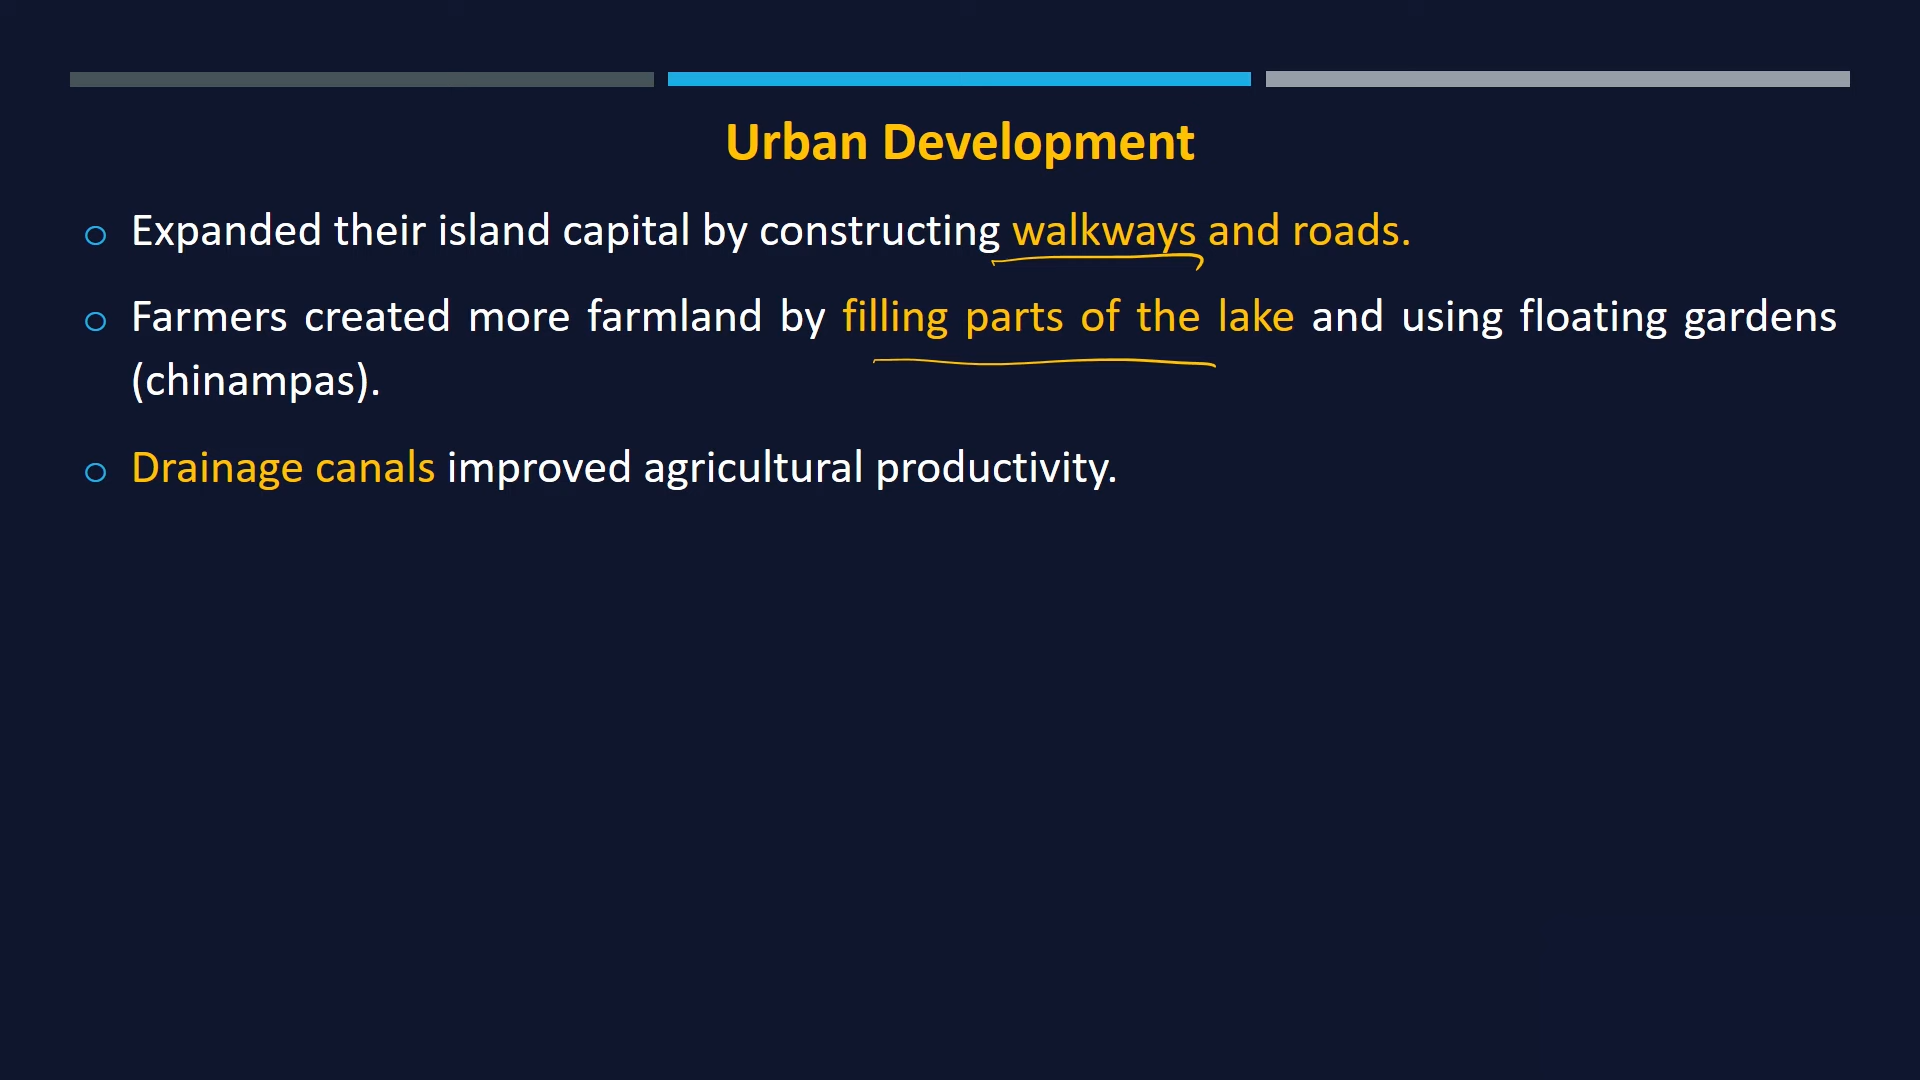 Urban Development
Expanded their island capital by constructing walkways and roads.
Farmers created more farmland by filling parts of the lake and using floating gardens
(chinampas).
Drainage canals improved agricultural productivity.